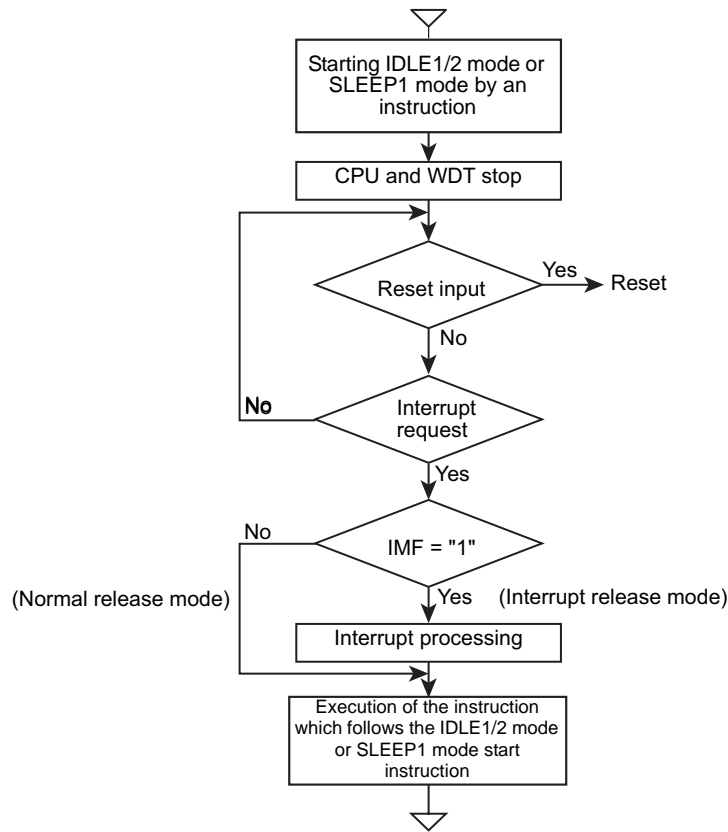 Starting IDLE1/2 mode or
SLEEP1 mode by an
instruction
CPU and WDT stop
Reset input
Yes
Reset
No
Interrupt
request
No
Yes
IMF = "1"
No
(Normal release mode)
Yes
(Interrupt release mode)
Interrupt processing
Execution of the instruction
which follows the IDLE1/2 mode
or SLEEP1 mode start
instruction